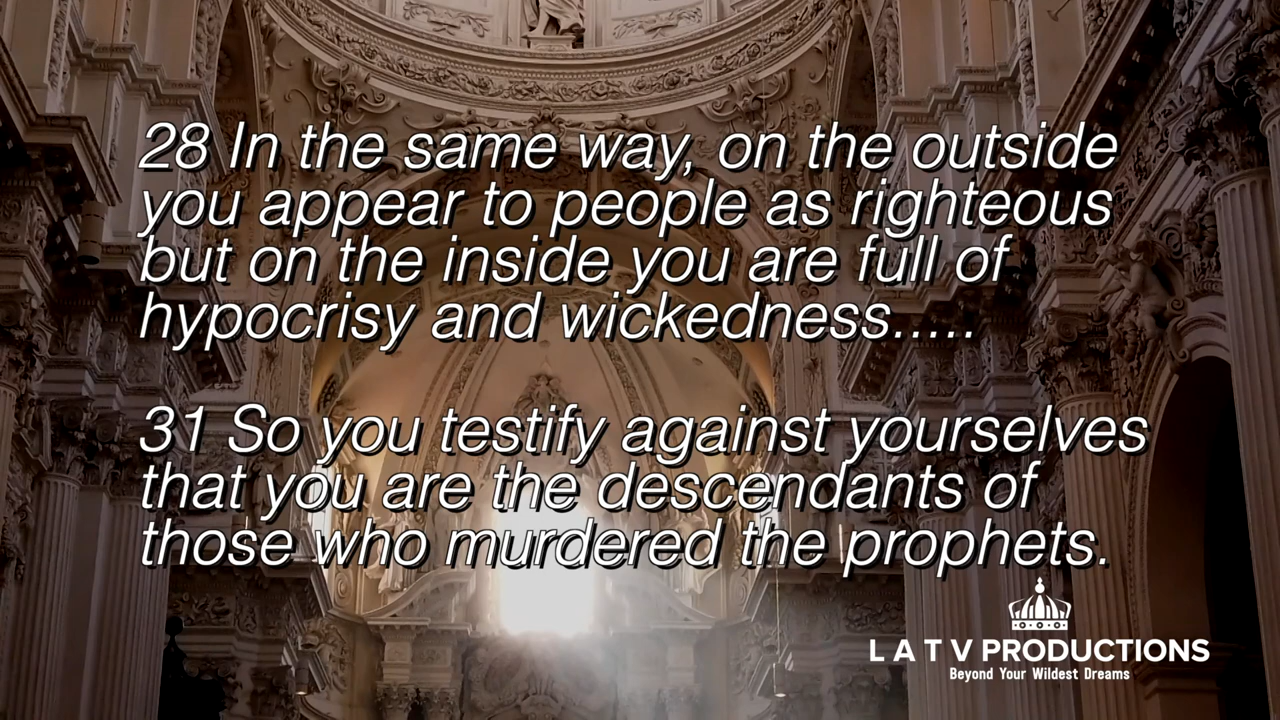 28 In the same way, on the outside
you appear to people as righteous
but on the inside you are full of
hypocrisy and wickedness.....
31 So you testify against yourselves
that you are the descendants of
those who murdered the prophets.
L A T V PRODUCTIONS
Beyond Your Wildest Dreams